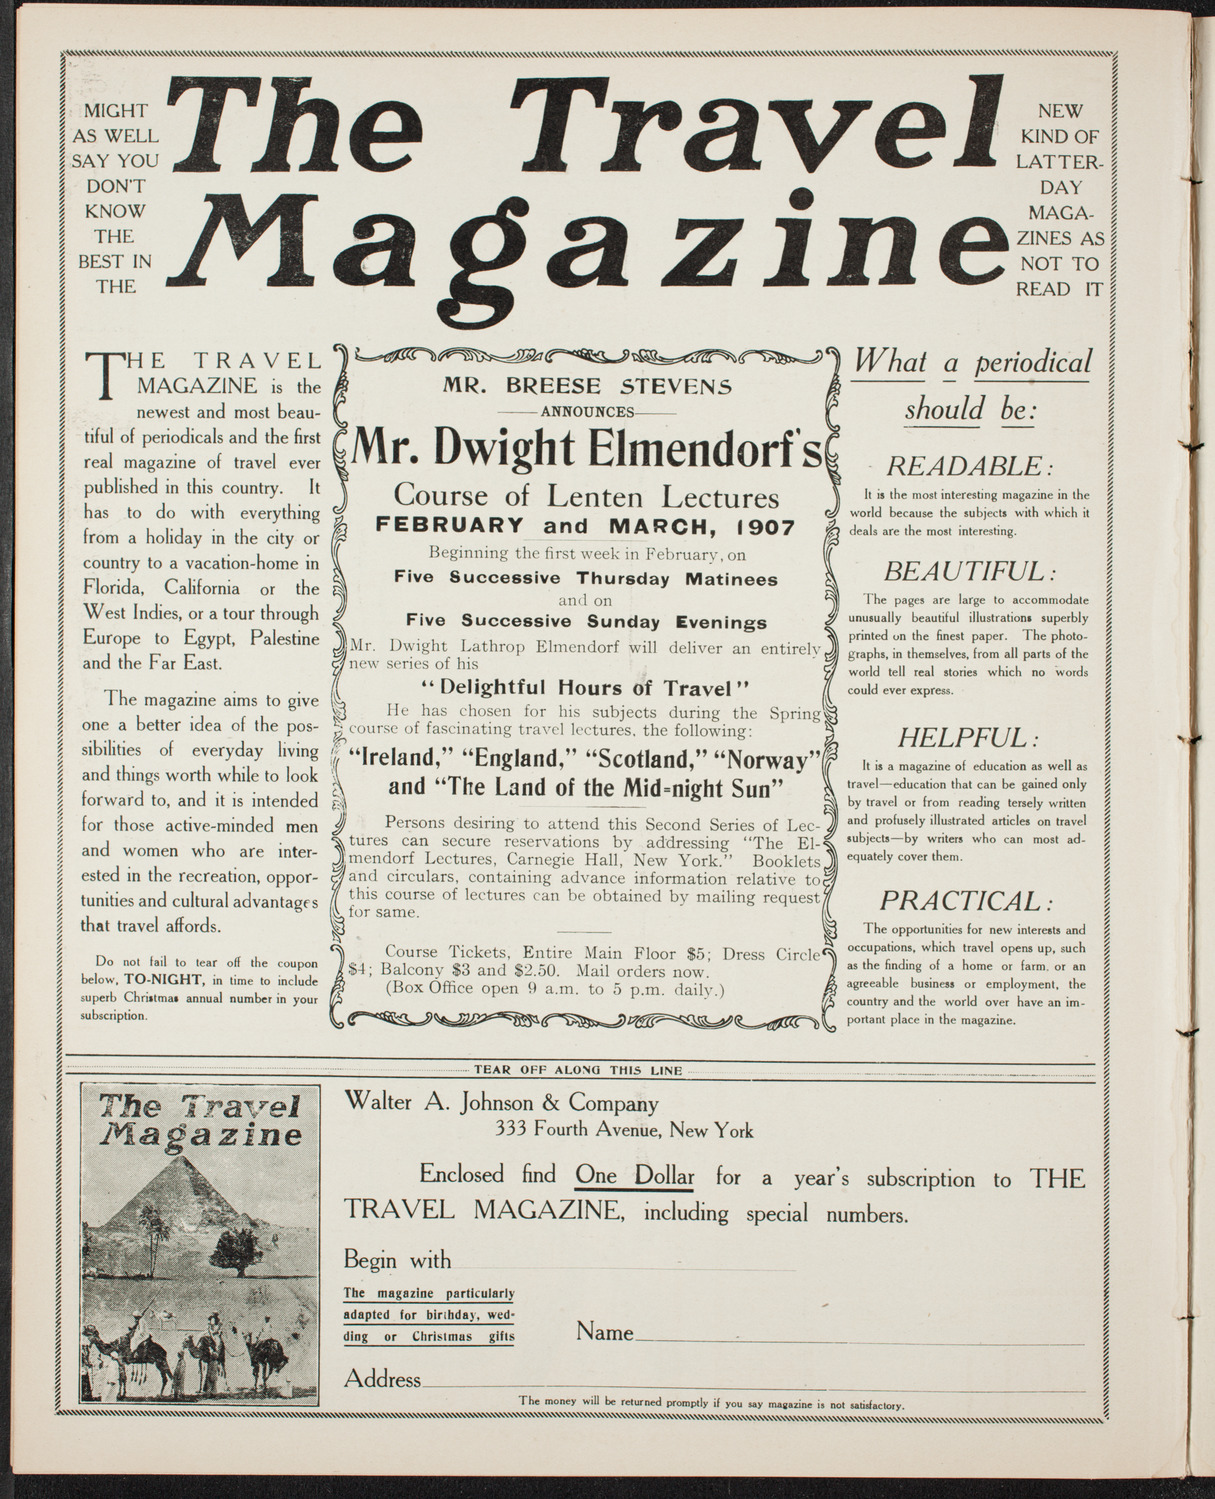 MIGHT
AS WELL
SAY YOU
DON'T
KNOW
THE
BEST IN
THE
The Travel
Magazine
NEW
KIND OF
LATTER-
DAY
MAGA-
ZINES AS
NOT TO
READ IT
THE TRAVEL
MAGAZINE is the
newest and most beau-
tiful of periodicals and the first
real magazine of travel ever
published in this country. It
has to do with everything
from a holiday in the city or
country to a vacation-home in
Florida, California or the
West Indies, or a tour through
Europe to Egypt, Palestine
and the Far East.
The magazine aims to give
one a better idea of the pos-
sibilities of everyday living
and things worth while to look
forward to, and it is intended
for those active-minded men
and women who are inter-
ested in the recreation, oppor-
tunities and cultural advantages
that travel affords.
Do not fail to tear off the coupon
below, TO-NIGHT, in time to include
superb Christmas annual number in your
subscription.
MR. BREESE STEVENS
ANNOUNCES
Mr. Dwight Elmendorf's
Course of Lenten Lectures
FEBRUARY and MARCH, 1907
Beginning the first week in February, on
Five Successive Thursday Matinees
and on
Five Successive Sunday Evenings
Mr. Dwight Lathrop Elmendorf will deliver an entirely
new series of his
"Delightful Hours of Travel"
He has chosen for his subjects during the Spring
course of fascinating travel lectures, the following:
"Ireland," "England," "Scotland," "Norway"
and "The Land of the Mid-night Sun"
Persons desiring to attend this Second Series of Lec-
tures can secure reservations by addressing "The El-
mendorf Lectures, Carnegie Hall, New York." Booklets
and circulars, containing advance information relative to
this course of lectures can be obtained by mailing request
for same.
Course Tickets, Entire Main Floor $5; Dress Circle
$4; Balcony $3 and $2.50. Mail orders now.
(Box Office open 9 a.m. to 5 p.m. daily.)
What a periodical
should be:
READABLE:
It is the most interesting magazine in the
world because the subjects with which it
deals are the most interesting.
BEAUTIFUL:
The pages are large to accommodate
unusually beautiful illustrations superbly
printed on the finest paper. The photo-
graphs, in themselves, from all parts of the
world tell real stories which no words
could ever express.
HELPFUL:
It is a magazine of education as well as
travel—education that can be gained only
by travel or from reading tersely written
and profusely illustrated articles on travel
subjects—by writers who can most ad-
equately cover them.
PRACTICAL:
The opportunities for new interests and
occupations, which travel opens up, such
as the finding of a home or farm, or an
agreeable business or employment, the
country and the world over have an im-
portant place in the magazine.
TEAR OFF ALONG THIS LINE
The Travel
Magazine
Walter A. Johnson & Company
333 Fourth Avenue, New York
Enclosed find One Dollar for a year's subscription to THE
TRAVEL MAGAZINE, including special numbers.
Begin with
The magazine particularly
adapted for birthday, wed-
ding or Christmas gifts
Name
Address
The money will be returned promptly if you say magazine is not satisfactory.